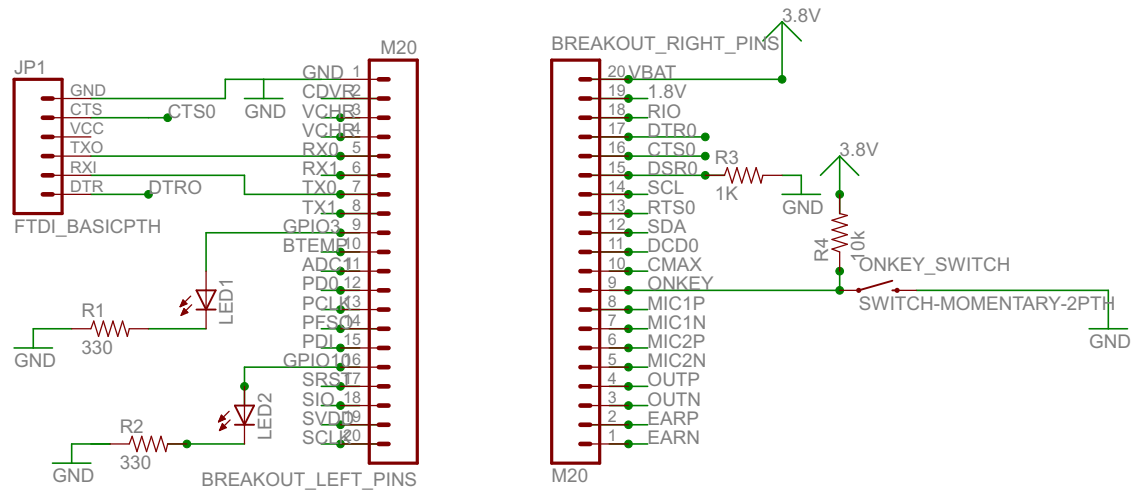 3.8V
M20
BREAKOUT_RIGHT_PINS
JP1
GND
CTS
VCC
TXO
RXI
DTR
CTS0
DTRO
FTDI_BASICPTH
GND
GND 1
CDVR 2
VCHR 3
VCHR 4
RX0 5
RX1 6
TX0 7
TX1 8
GPIO3 9
BTEMP 10
ADC1 11
PD0 12
PCLK 13
PFSO 14
PDI 15
GPIO10 16
SRST 17
SIO 18
SVDD 19
SCLK 20
LED1
R1
330
GND
LED2
R2
330
GND
BREAKOUT_LEFT_PINS
20 VBAT
19 1.8V
18 RIO
17 DTR0
16 CTS0
15 DSR0
14 SCL
13 RTS0
12 SDA
11 DCD0
10 CMAX
9 ONKEY
8 MIC1P
7 MIC1N
6 MIC2P
5 MIC2N
4 OUTP
3 OUTN
2 EARP
1 EARN
M20
R3
1K
GND
3.8V
R4
10k
ONKEY_SWITCH
SWITCH-MOMENTARY-2PTH
GND